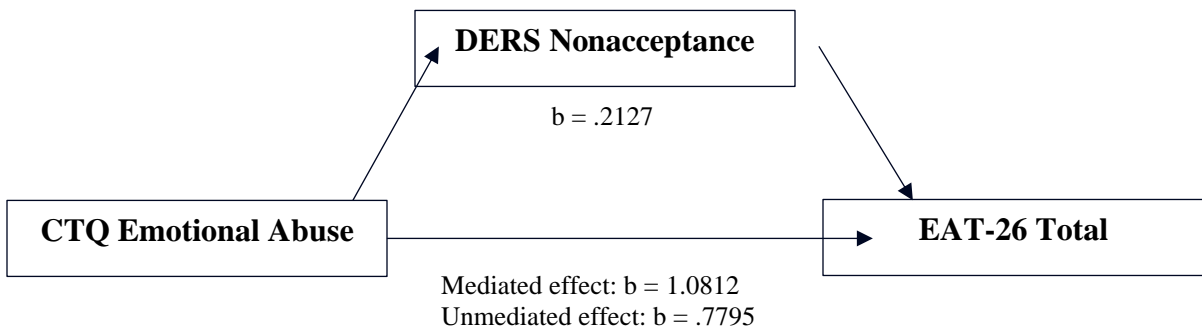 DERS Nonacceptance
b = .2127
CTQ Emotional Abuse
EAT-26 Total
Mediated effect: b = 1.0812
Unmediated effect: b = .7795